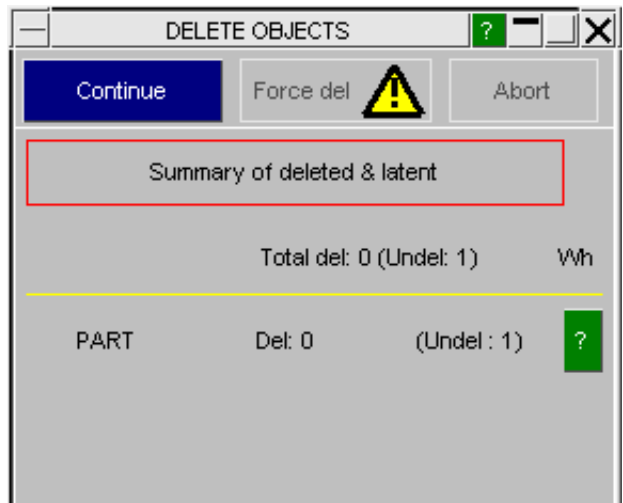 DELETE OBJECTS ?
Continue Force del ! Abort
Summary of deleted & latent
Total del: 0 (Undel: 1) Wh
PART Del: 0 (Undel : 1) ?